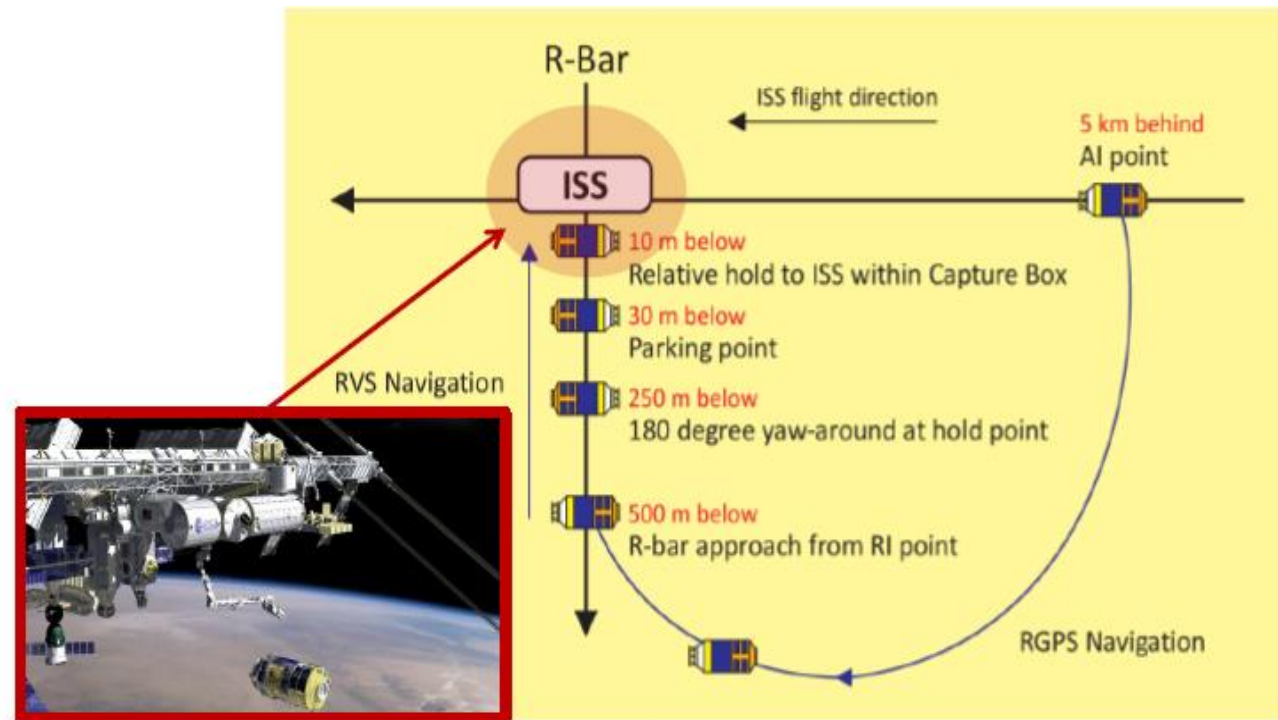 R-Bar
ISS flight direction
5 km behind
AI point
ISS
10 m below
Relative hold to ISS within Capture Box
30 m below
Parking point
RVS Navigation
250 m below
180 degree yaw-around at hold point
500 m below
R-bar approach from RI point
RGPS Navigation